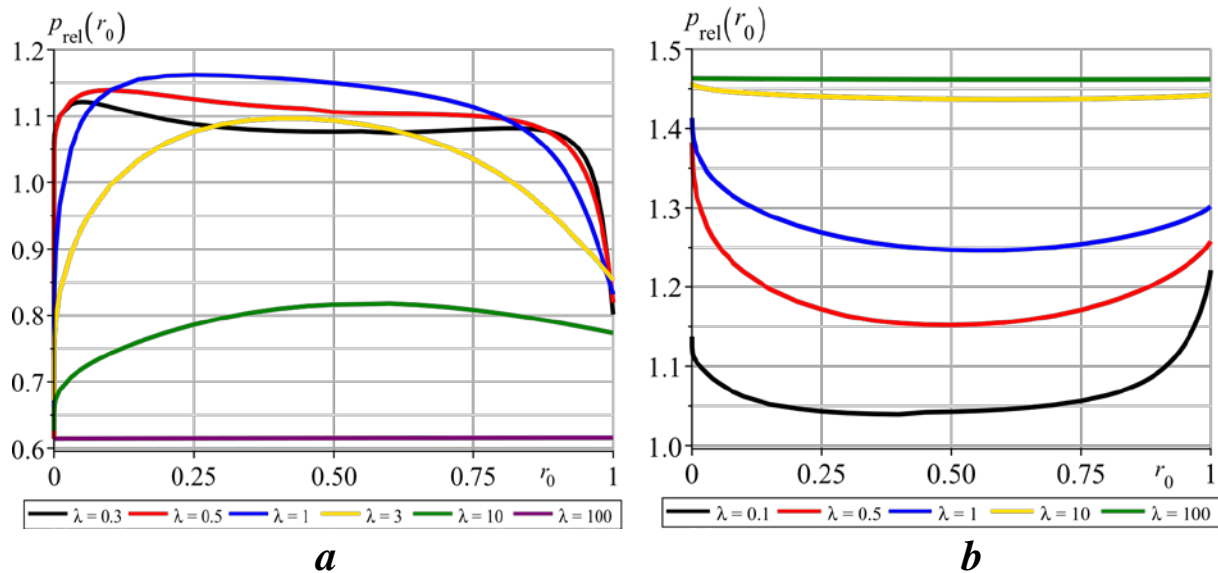 p_rel(r_0)
1.2
1.1
1.0
0.9
0.8
0.7
0.6
0 0.25 0.50 r_0 0.75 1
λ = 0.3 λ = 0.5 λ = 1 λ = 3 λ = 10 λ = 100
a
p_rel(r_0)
1.5
1.4
1.3
1.2
1.1
1.0
0 0.25 0.50 0.75 r_0 1
λ = 0.1 λ = 0.5 λ = 1 λ = 10 λ = 100
b